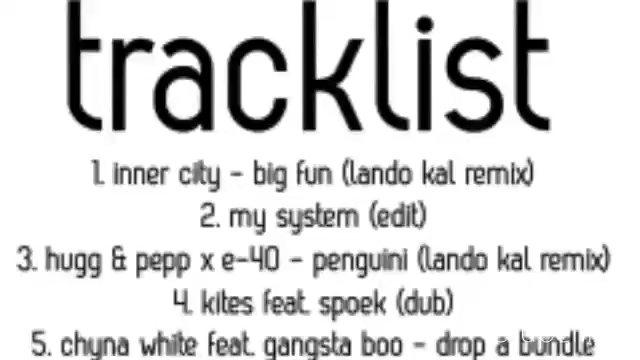 tracklist
1. inner city - big fun (lando kal remix)
2. my system (edit)
3. hugg & pepp x e-40 - penguini (lando kal remix)
4. kites feat. spoek (dub)
5. chyna white feat. gangsta boo - drop a bundle